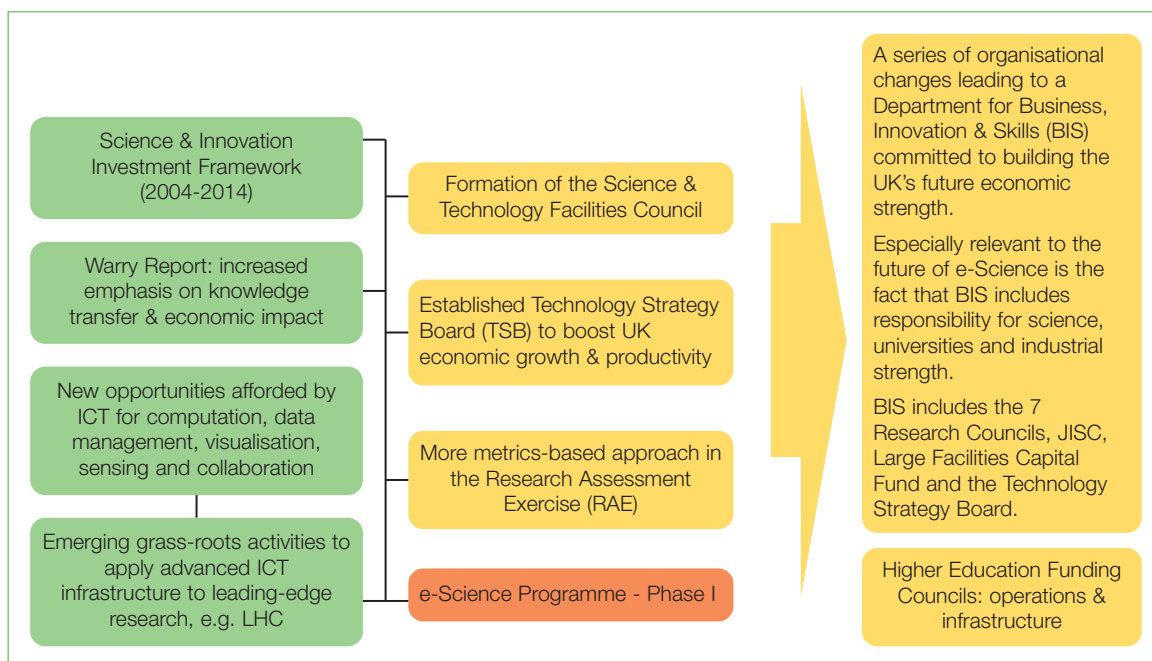 Science & Innovation
Investment Framework
(2004-2014)
Warry Report: increased
emphasis on knowledge
transfer & economic impact
New opportunities afforded by
ICT for computation, data
management, visualisation,
sensing and collaboration
Emerging grass-roots activities to
apply advanced ICT
infrastructure to leading-edge
research, e.g. LHC
Formation of the Science &
Technology Facilities Council
Established Technology Strategy
Board (TSB) to boost UK
economic growth & productivity
More metrics-based approach in
the Research Assessment
Exercise (RAE)
e-Science Programme - Phase I
A series of organisational
changes leading to a
Department for Business,
Innovation & Skills (BIS)
committed to building the
UK's future economic
strength.
Especially relevant to the
future of e-Science is the
fact that BIS includes
responsibility for science,
universities and industrial
strength.
BIS includes the 7
Research Councils, JISC,
Large Facilities Capital
Fund and the Technology
Strategy Board.
Higher Education Funding
Councils: operations &
infrastructure